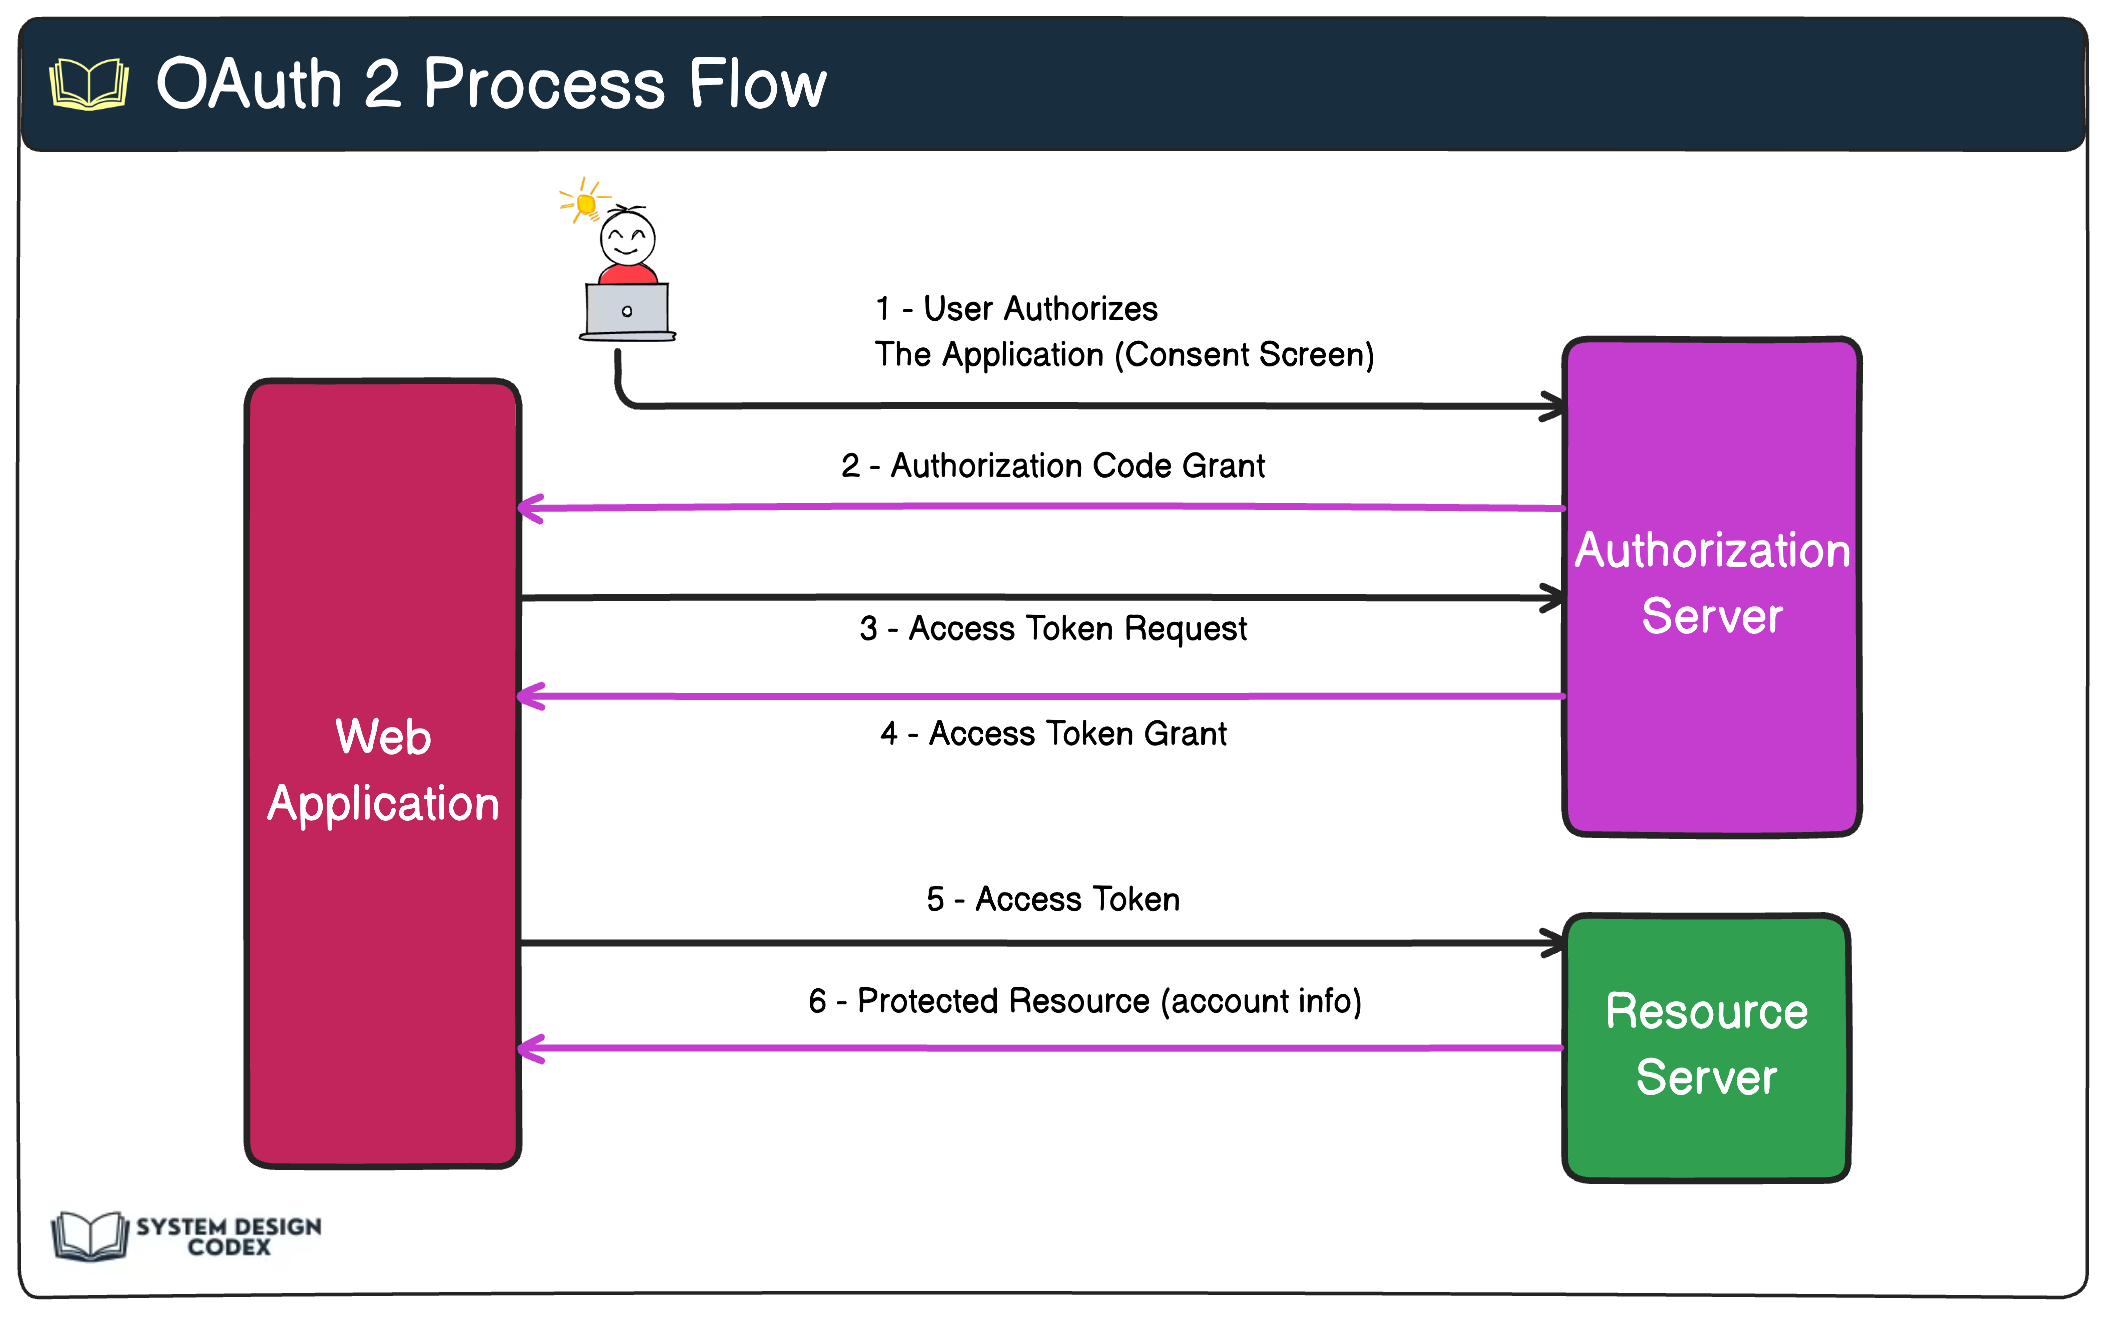 OAuth 2 Process Flow
1 - User Authorizes
The Application (Consent Screen)
2 - Authorization Code Grant
Authorization
Server
3 - Access Token Request
4 - Access Token Grant
Web
Application
5 - Access Token
6 - Protected Resource (account info)
Resource
Server
SYSTEM DESIGN
CODEX